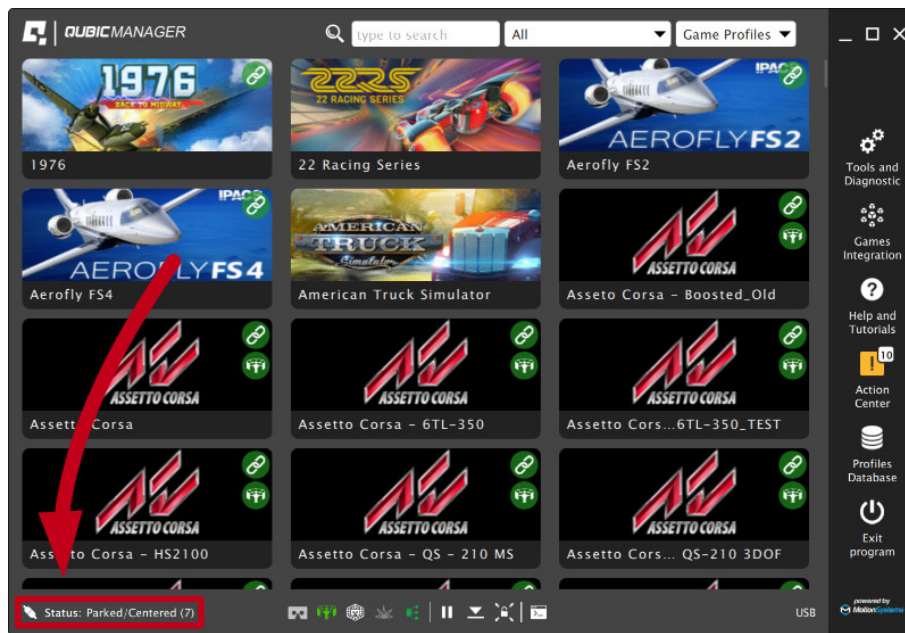 QUBIC MANAGER
type to search
All
Game Profiles
1976
BACK TO MIDWAY
1976
22RS
22 RACING SERIES
22 Racing Series
IPACS
AEROFLY FS2
Aerofly FS2
IPACS
AEROFLY FS4
Aerofly FS4
AMERICAN
TRUCK
Simulator
American Truck Simulator
ASSETTO CORSA
Asseto Corsa - Boosted_Old
ASSETTO CORSA
Assetto Corsa
ASSETTO CORSA
Assetto Corsa - 6TL-350
ASSETTO CORSA
Assetto Cors...6TL-350_TEST
ASSETTO CORSA
Assetto Corsa - HS2100
ASSETTO CORSA
Assetto Corsa - QS - 210 MS
ASSETTO CORSA
Assetto Cors... QS-210 3DOF
Tools and
Diagnostic
Games
Integration
Help and
Tutorials
10
Action
Center
Profiles
Database
Exit
program
Status: Parked/Centered (7)
USB
powered by
MotionSystems